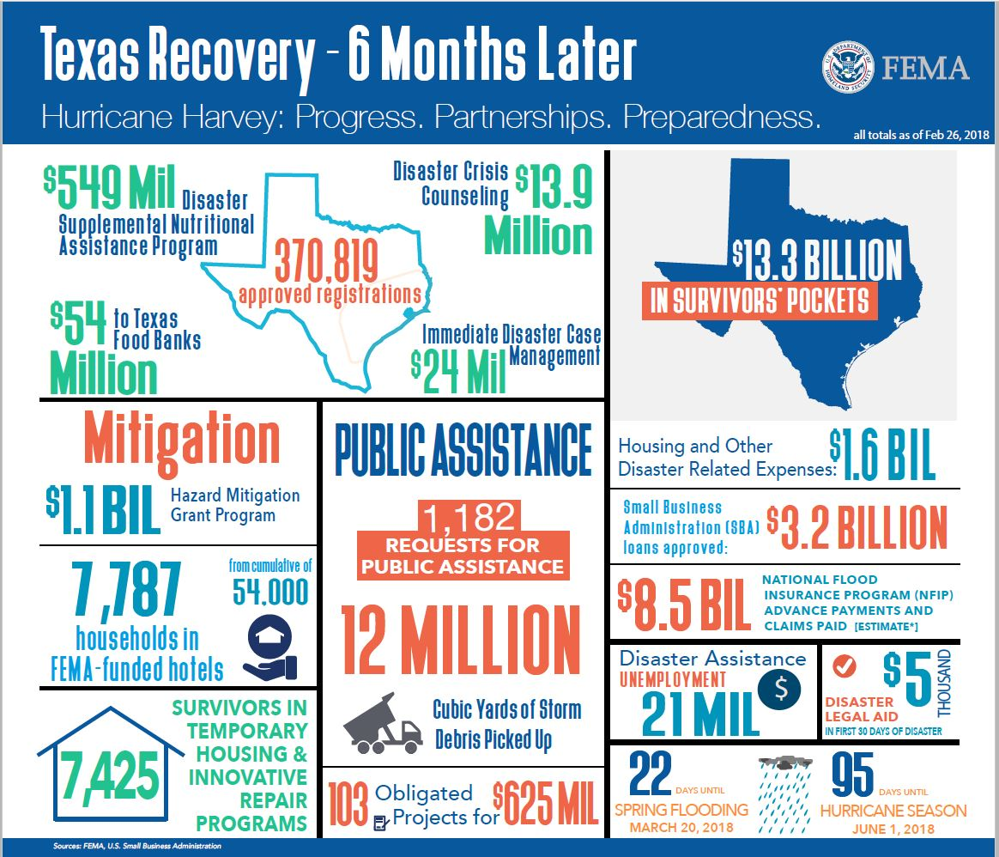 Texas Recovery - 6 Months Later
FEMA
U.S. DEPARTMENT OF
HOMELAND SECURITY
Hurricane Harvey: Progress. Partnerships. Preparedness.
all totals as of Feb 26, 2018
$549 Mil Disaster
Supplemental Nutritional
Assistance Program
Disaster Crisis
Counseling $13.9
Million
370,819
approved registrations
$54 to Texas
Food Banks
Million
Immediate Disaster Case
$24 Mil Management
$13.3 BILLION
IN SURVIVORS' POCKETS
Mitigation
$1.1 BIL Hazard Mitigation
Grant Program
7,787
households in
FEMA-funded hotels
from cumulative of
54,000
7,425
SURVIVORS IN
TEMPORARY
HOUSING &
INNOVATIVE
REPAIR
PROGRAMS
PUBLIC ASSISTANCE
1,182
REQUESTS FOR
PUBLIC ASSISTANCE
12 MILLION
Cubic Yards of Storm
Debris Picked Up
103 Obligated
Projects for $625 MIL
Housing and Other
Disaster Related Expenses: $1.6 BIL
Small Business
Administration (SBA)
loans approved: $3.2 BILLION
$8.5 BIL NATIONAL FLOOD
INSURANCE PROGRAM (NFIP)
ADVANCE PAYMENTS AND
CLAIMS PAID [ESTIMATE*]
Disaster Assistance
UNEMPLOYMENT
21 MIL
$
$5 THOUSAND
DISASTER
LEGAL AID
IN FIRST 30 DAYS OF DISASTER
22 DAYS UNTIL
SPRING FLOODING
MARCH 20, 2018
95 DAYS UNTIL
HURRICANE SEASON
JUNE 1, 2018
Sources: FEMA, U.S. Small Business Administration